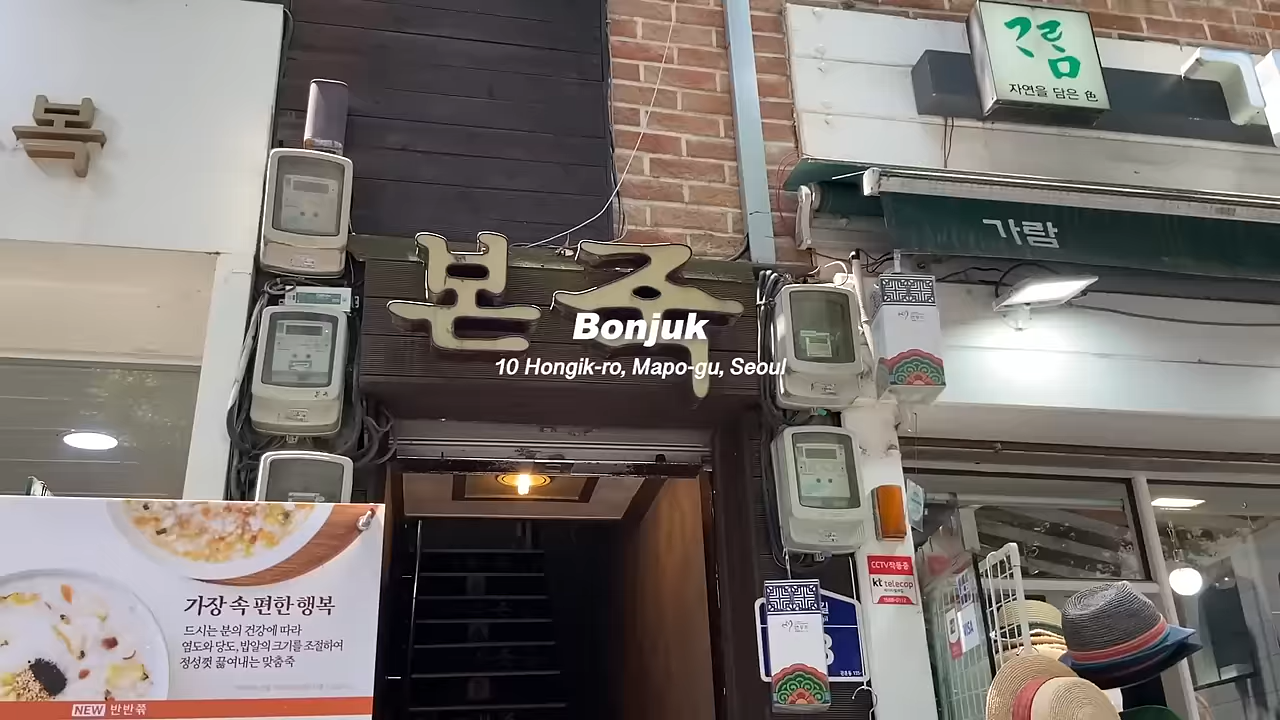 복
자연을 담은 色
가람
본죽
Bonjuk
10 Hongik-ro, Mapo-gu, Seoul
CCTV작동중
kt telecop
VISA
가장 속 편한 행복
드시는 분의 건강에 따라
염도와 당도, 밥알의 크기를 조절하여
정성껏 끓여내는 맞춤죽
NEW 반반죽